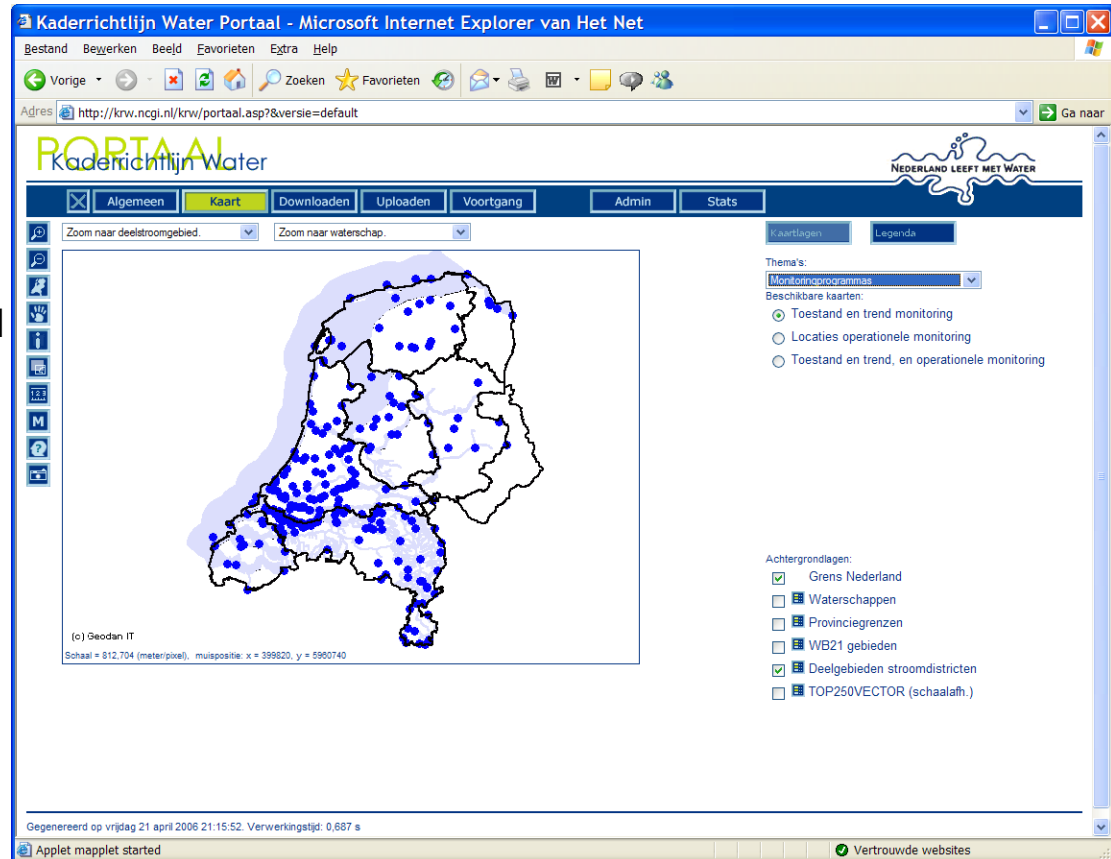 Kaderrichtlijn Water Portaal - Microsoft Internet Explorer van Het Net
Bestand Bewerken Beeld Favorieten Extra Help
Vorige Zoeken Favorieten
Adres http://krw.ncgi.nl/krw/portaal.asp?&versie=default Ga naar
PORTAAL
Kaderrichtlijn Water
NEDERLAND LEEFT MET WATER
Algemeen Kaart Downloaden Uploaden Voortgang Admin Stats
Zoom naar deelstroomgebied. Zoom naar waterschap.
Kaartlagen Legenda
Thema's:
Monitoringprogrammas
Beschikbare kaarten:
Toestand en trend monitoring
Locaties operationele monitoring
Toestand en trend, en operationele monitoring
123
M
Achtergrondlagen:
Grens Nederland
Waterschappen
Provinciegrenzen
WB21 gebieden
Deelgebieden stroomdistricten
TOP250VECTOR (schaalafh.)
(c) Geodan IT
Schaal = 812,704 (meter/pixel), muispositie: x = 399820, y = 5960740
Gegenereerd op vrijdag 21 april 2006 21:15:52. Verwerkingstijd: 0,687 s
Applet mapplet started Vertrouwde websites